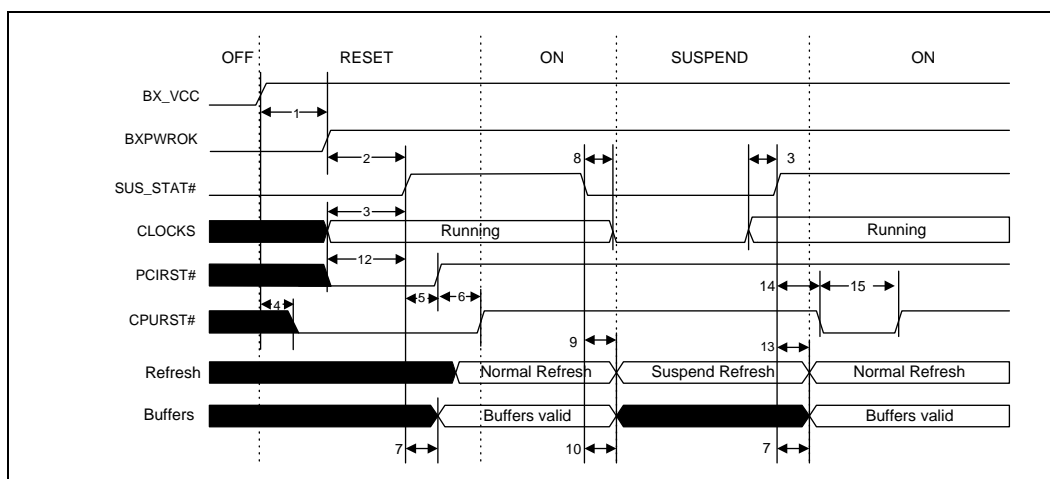 OFF RESET ON SUSPEND ON
BX_VCC
1
BXPWROK
2 8 3
SUS_STAT#
3
CLOCKS Running Running
12
PCIRST#
14 15
4 5 6
CPURST#
9 13
Refresh Normal Refresh Suspend Refresh Normal Refresh
Buffers Buffers valid Buffers valid
7 10 7